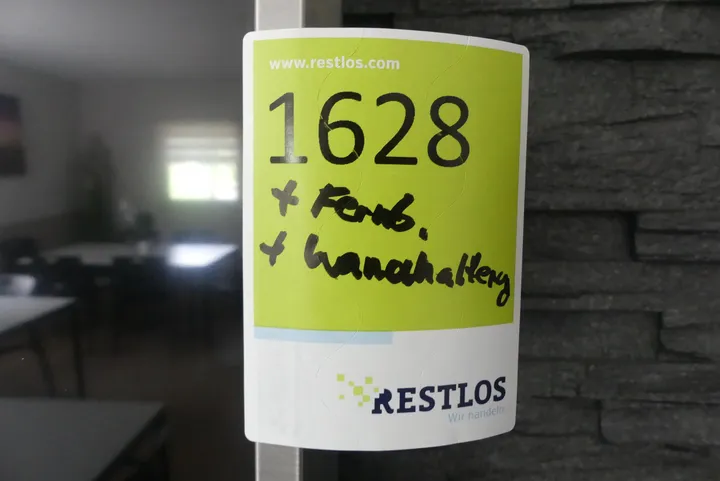 www.restlos.com
1628
+ Fernb.
+ Wandhalterg
RESTLOS
Wir handeln